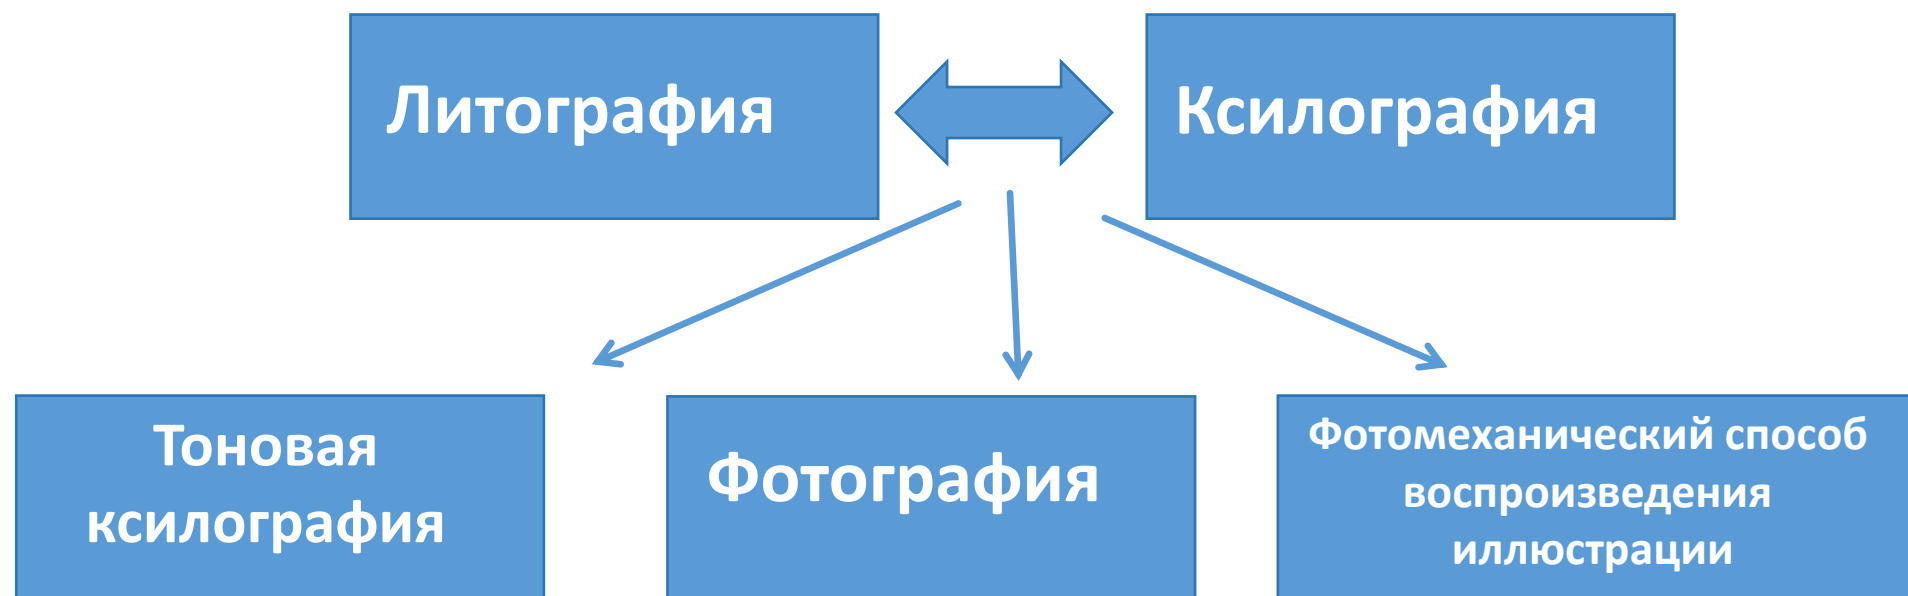 Литография
Ксилография
Тоновая
ксилография
Фотография
Фотомеханический способ
воспроизведения
иллюстрации